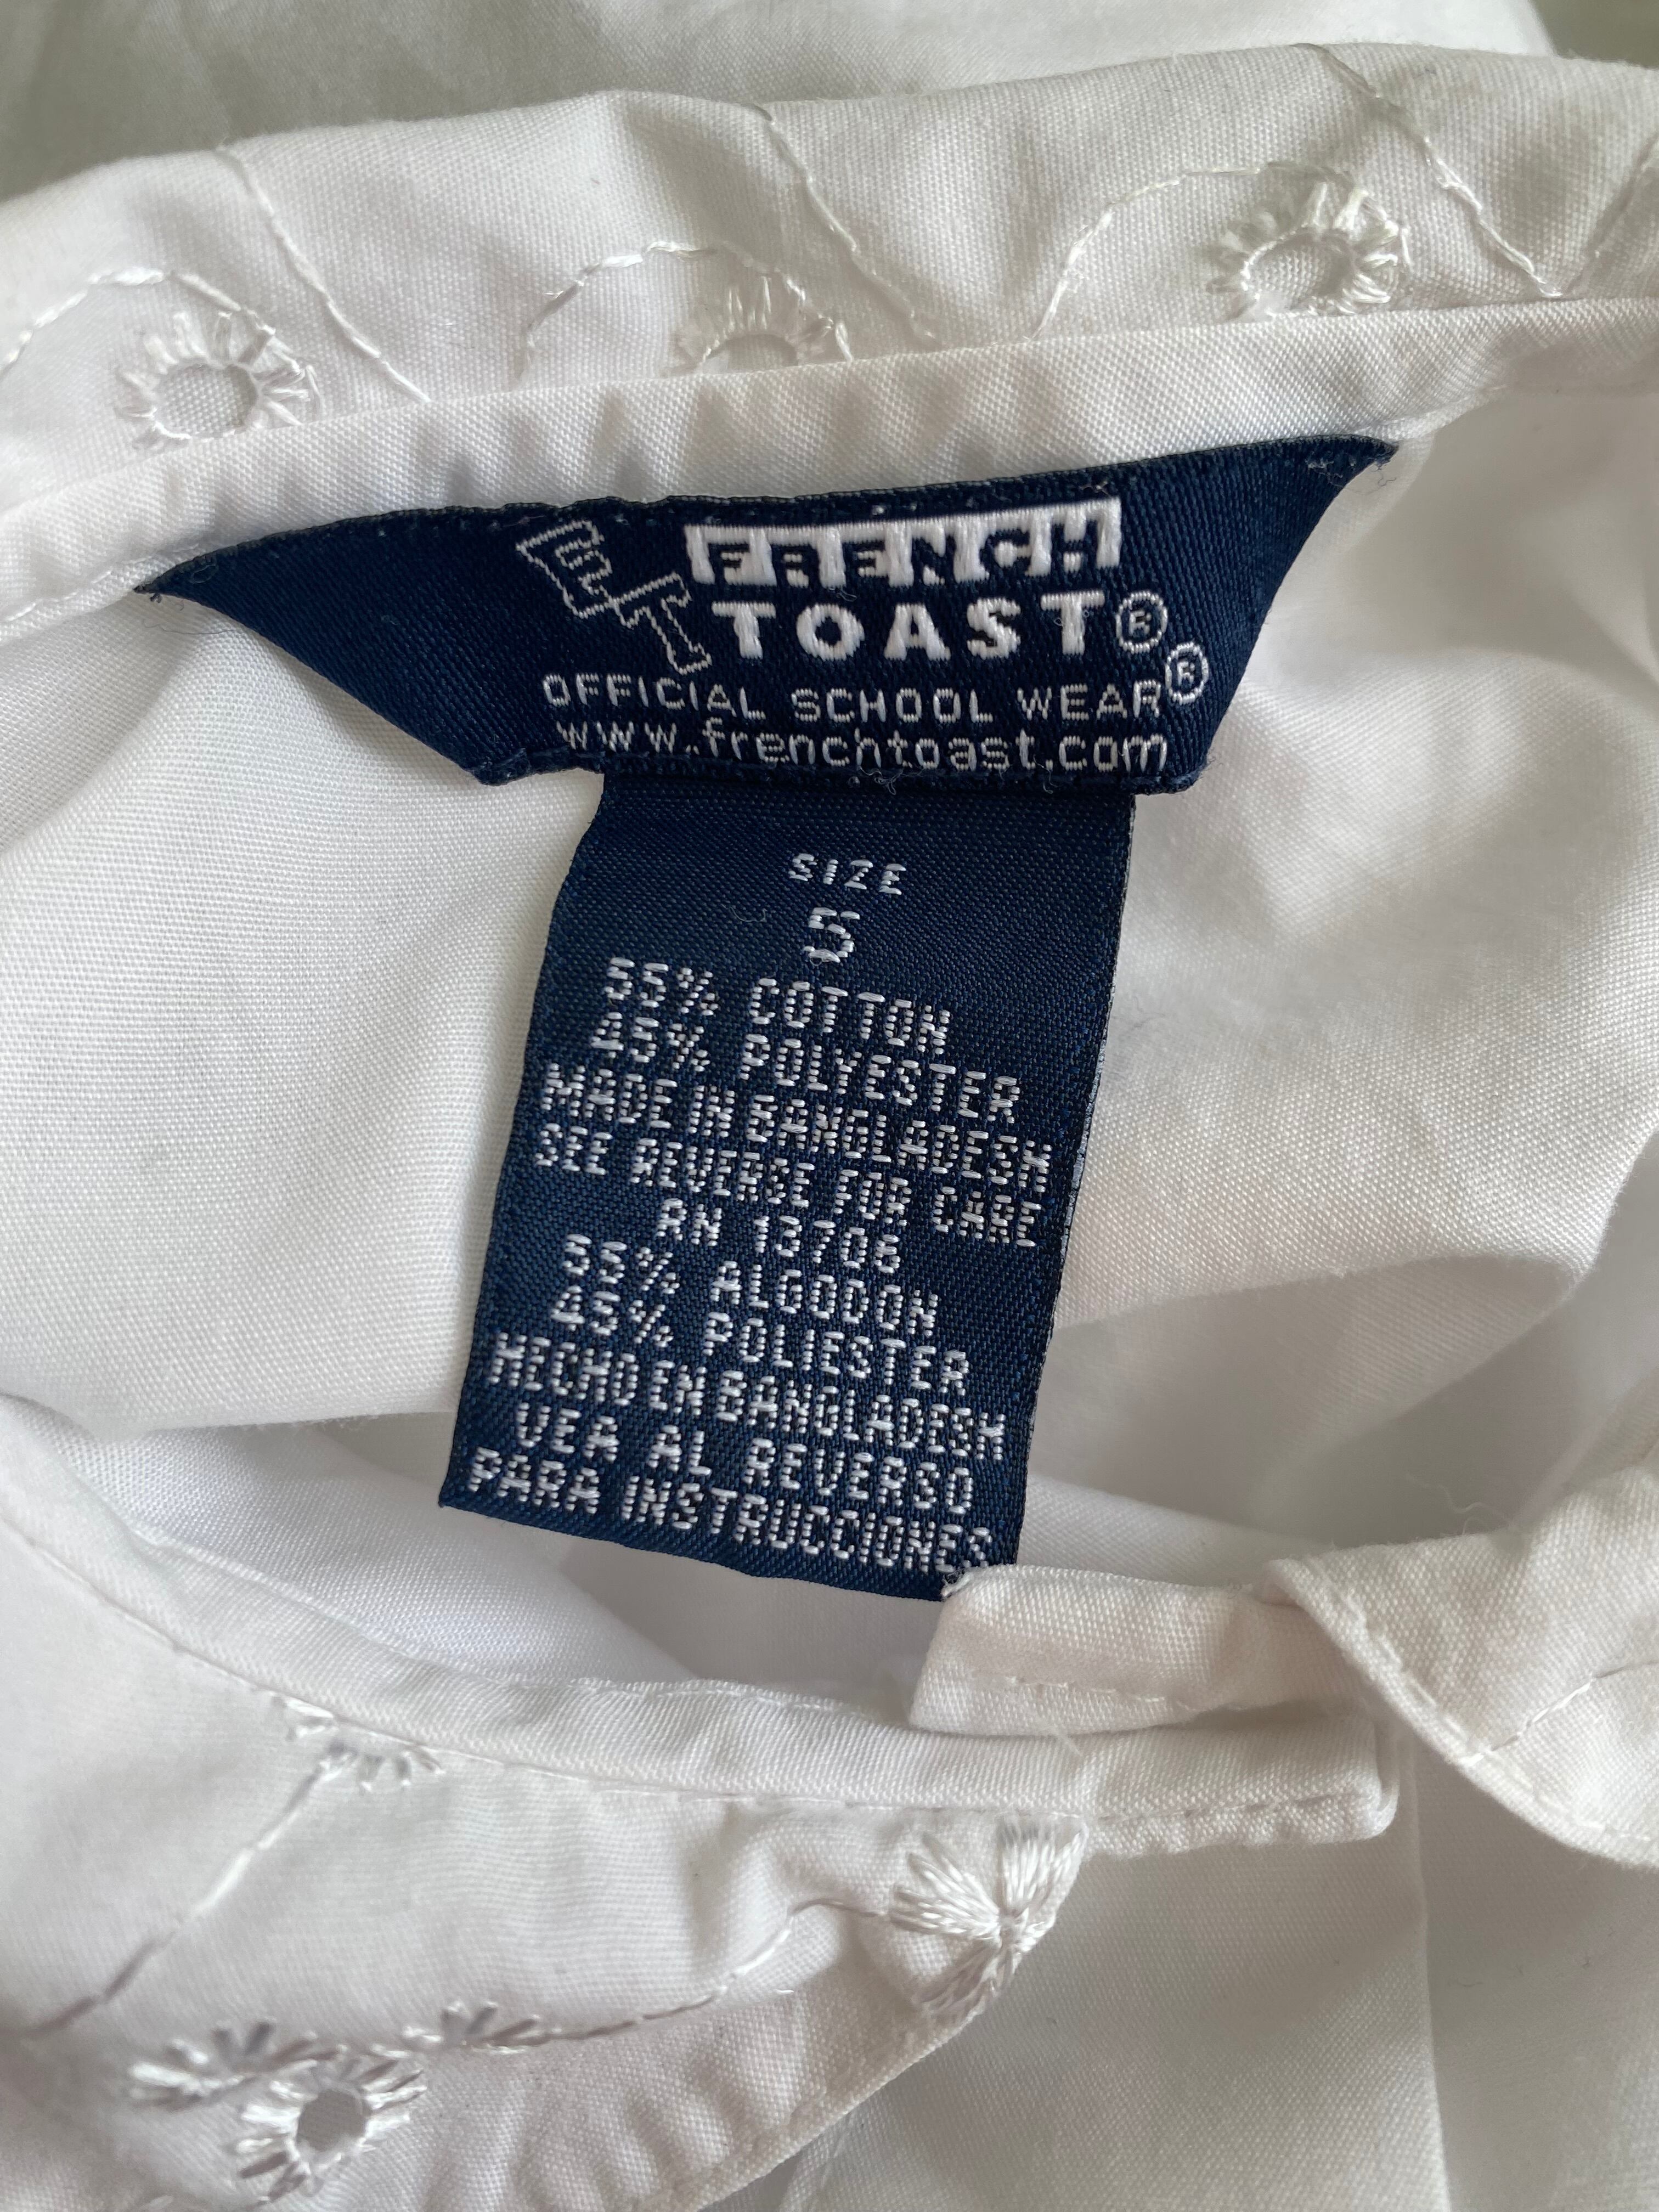 FT FRENCH
TOAST®
OFFICIAL SCHOOL WEAR®
www.frenchtoast.com
SIZE
5
55% COTTON
45% POLYESTER
MADE IN BANGLADESH
SEE REVERSE FOR CARE
RN 13706
55% ALGODON
45% POLIESTER
HECHO EN BANGLADESH
VEA AL REVERSO
PARA INSTRUCCIONES